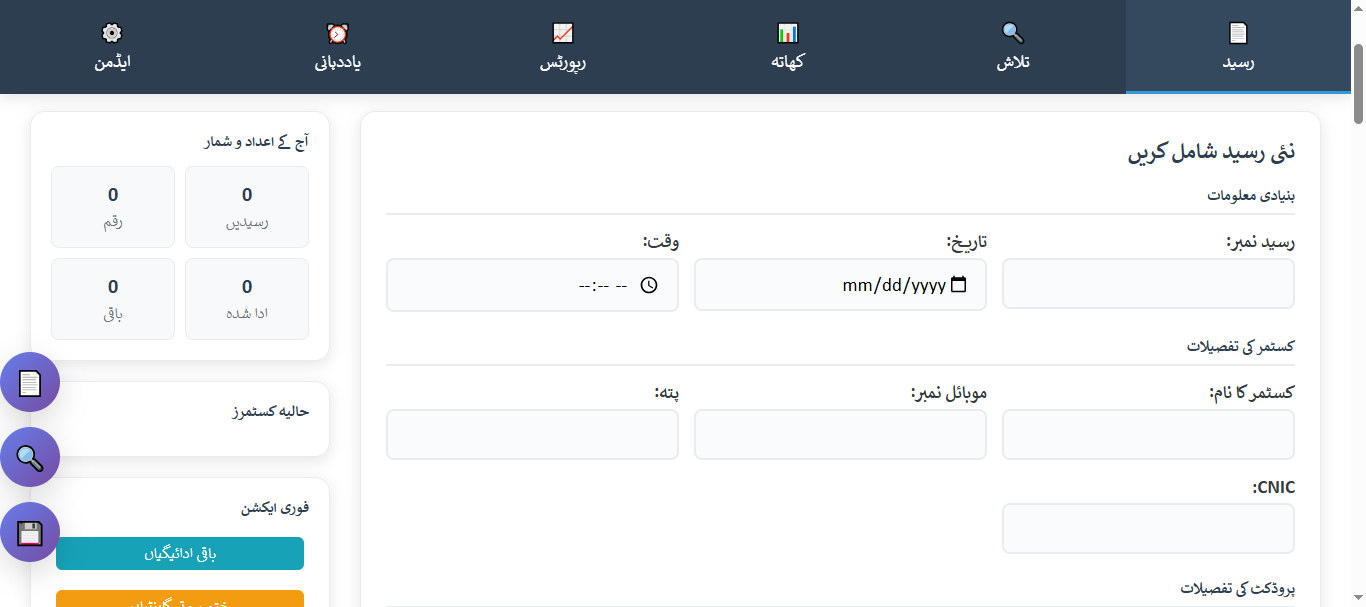 رسید
تلاش
کھاتہ
رپورٹس
یاددہانی
ایڈمن
نئی رسید شامل کریں
بنیادی معلومات
رسید نمبر:
تاریخ:
وقت:
mm/dd/yyyy
--:-- --
کسٹمر کی تفصیلات
کسٹمر کا نام:
موبائل نمبر:
پتہ:
CNIC:
پروڈکٹ کی تفصیلات
آج کے اعداد و شمار
0
رسیدیں
0
رقم
0
ادا شدہ
0
باقی
حالیہ کسٹمرز
فوری ایکشن
باقی ادائیگیاں